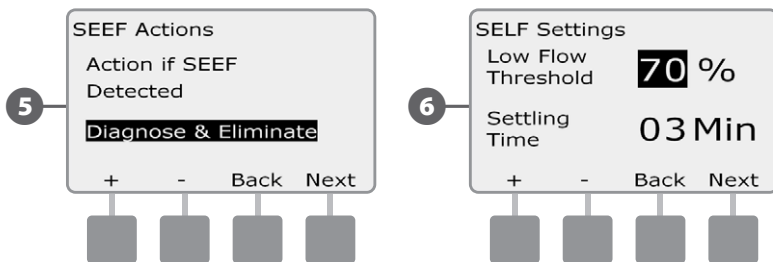 5
SEEF Actions
Action if SEEF
Detected
Diagnose & Eliminate
+ - Back Next
6
SELF Settings
Low Flow
Threshold
70 %
Settling
Time
03 Min
+ - Back Next